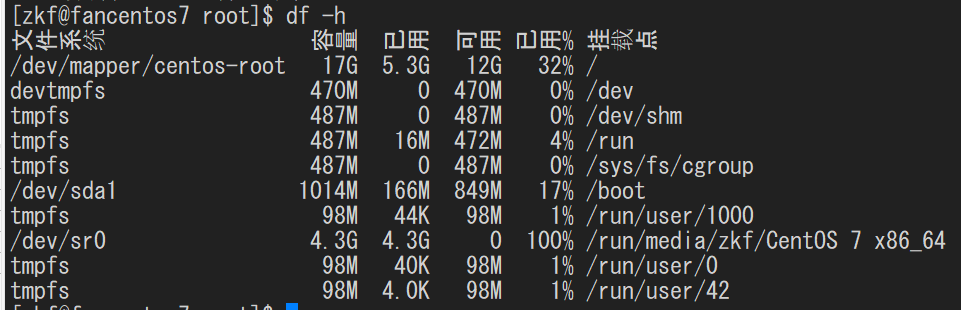 [zkf@fancentos7 root]$ df -h
文件系统 容量 已用 可用 已用% 挂载点
/dev/mapper/centos-root 17G 5.3G 12G 32% /
devtmpfs 470M 0 470M 0% /dev
tmpfs 487M 0 487M 0% /dev/shm
tmpfs 487M 16M 472M 4% /run
tmpfs 487M 0 487M 0% /sys/fs/cgroup
/dev/sda1 1014M 166M 849M 17% /boot
tmpfs 98M 44K 98M 1% /run/user/1000
/dev/sr0 4.3G 4.3G 0 100% /run/media/zkf/CentOS 7 x86_64
tmpfs 98M 40K 98M 1% /run/user/0
tmpfs 98M 4.0K 98M 1% /run/user/42
[zkf@fancentos7 root]$